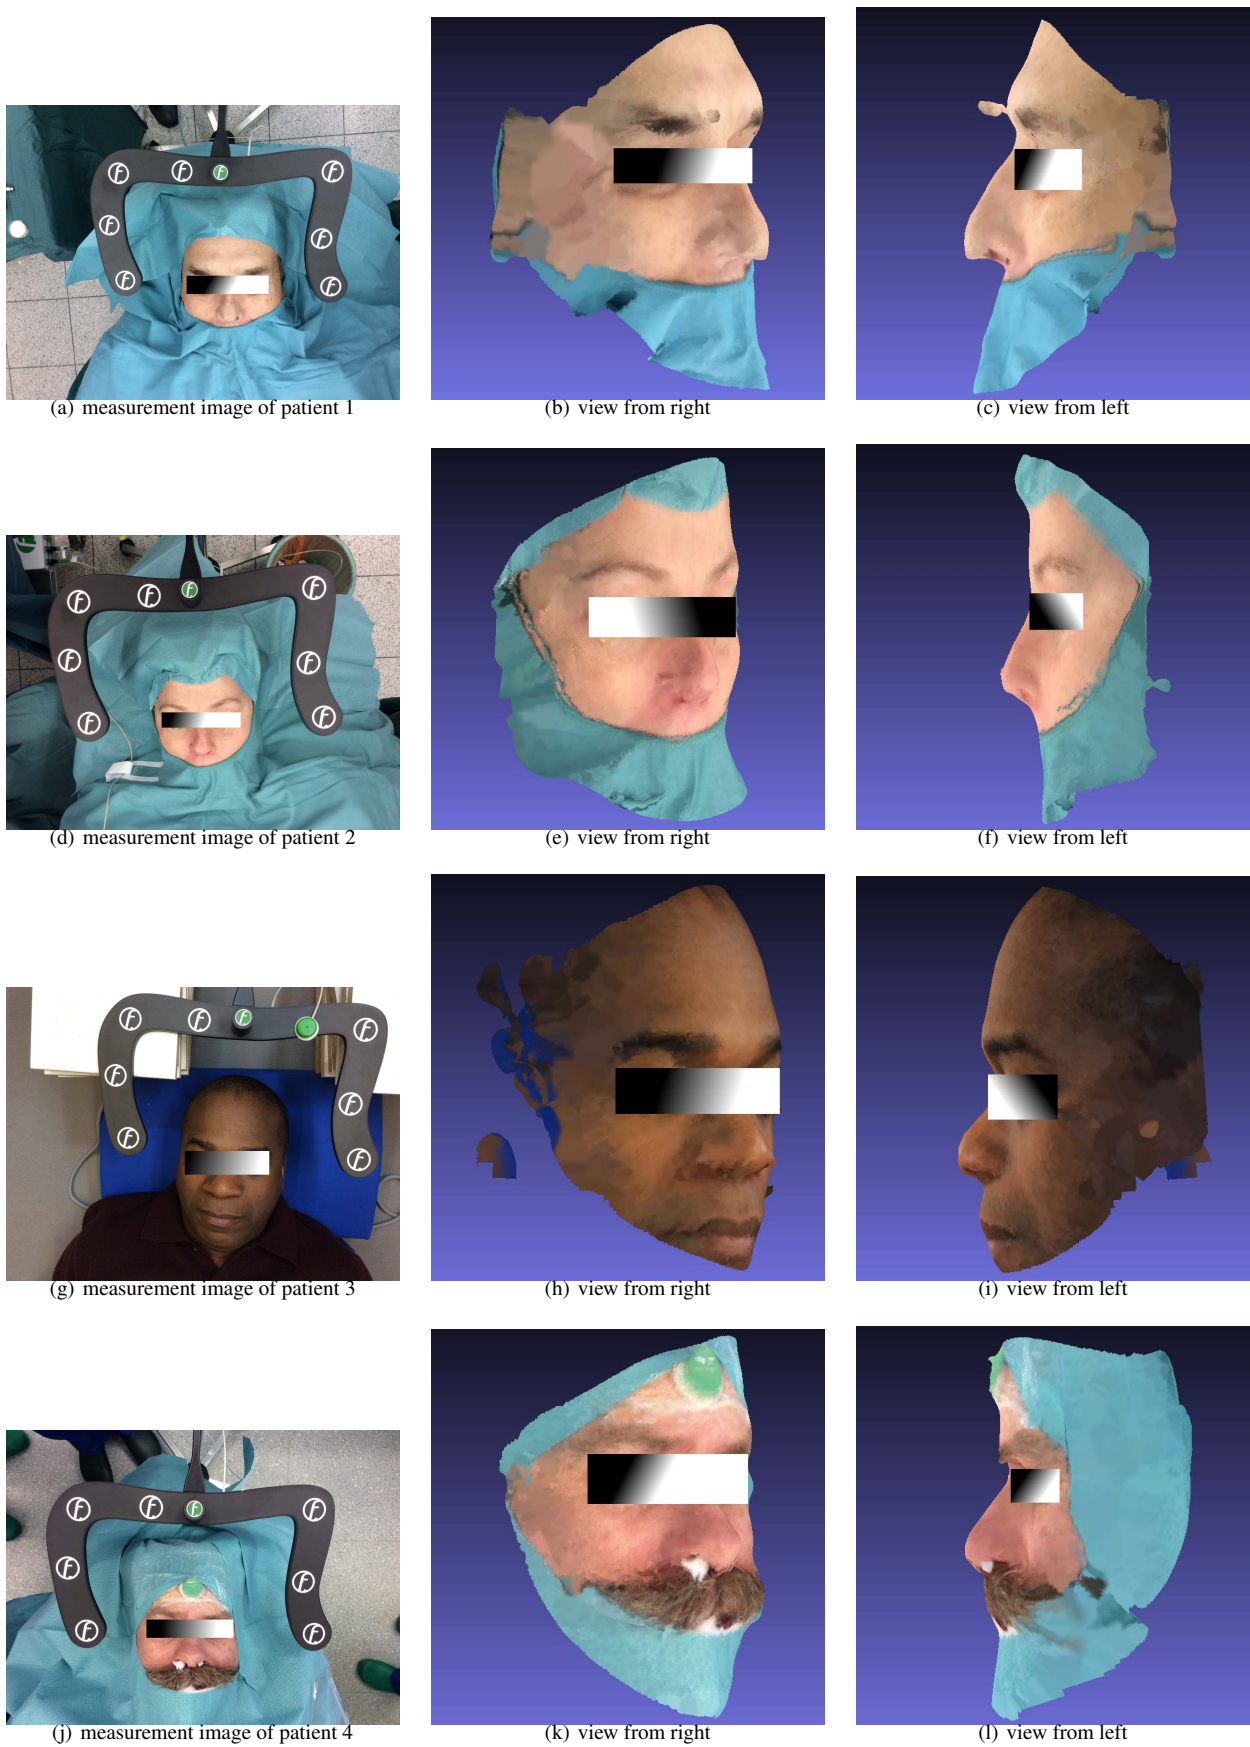 (a) measurement image of patient 1
(b) view from right
(c) view from left
(d) measurement image of patient 2
(e) view from right
(f) view from left
(g) measurement image of patient 3
(h) view from right
(i) view from left
(j) measurement image of patient 4
(k) view from right
(l) view from left